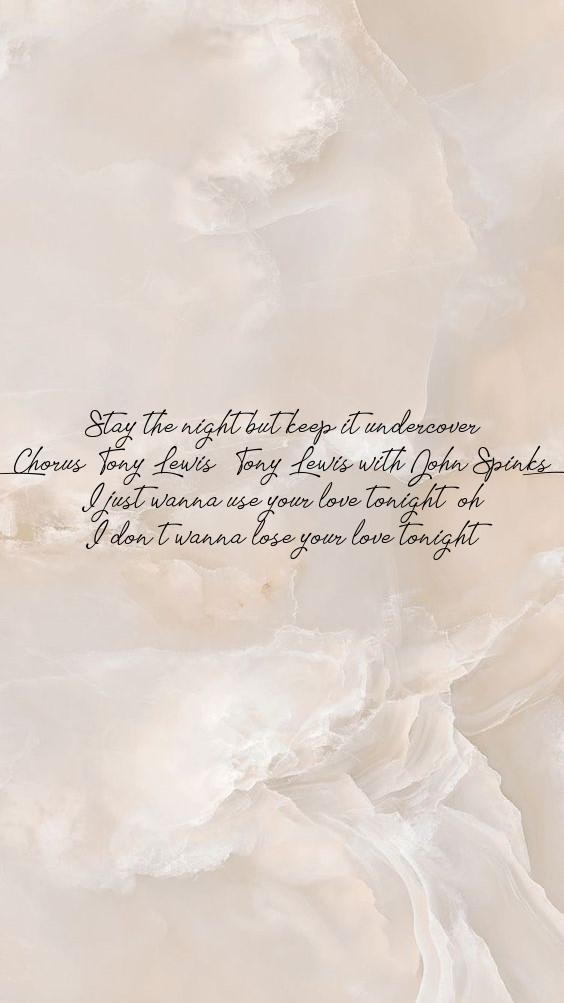 Stay the night but keep it undercover
Chorus Tony Lewis Tony Lewis with John Spinks
I just wanna use your love tonight oh
I don t wanna lose your love tonight